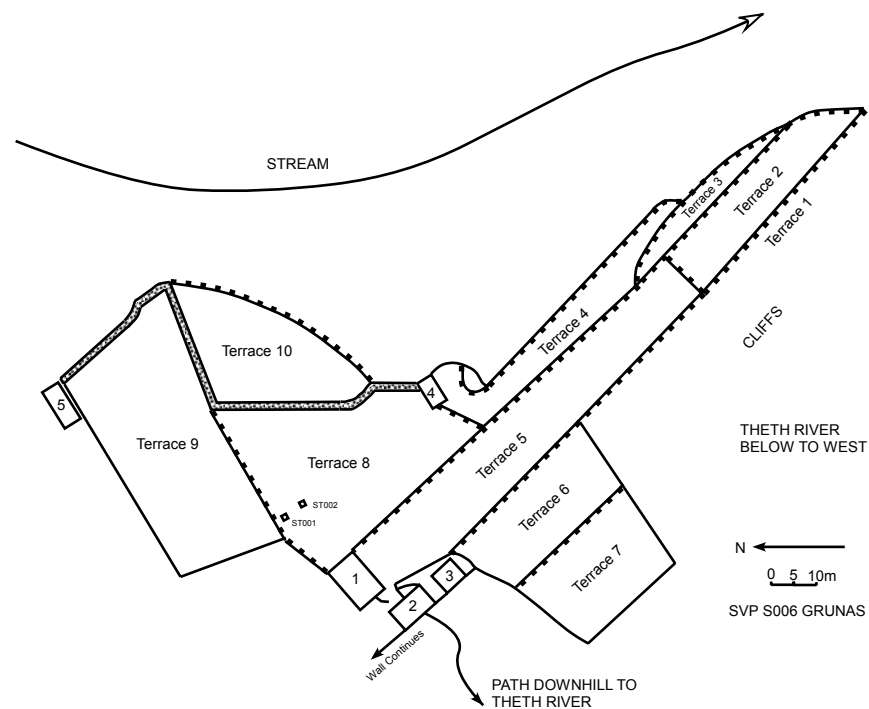 STREAM
Terrace 3
Terrace 2
Terrace 1
Terrace 4
CLIFFS
Terrace 10
4
5
THETH RIVER
BELOW TO WEST
Terrace 9
Terrace 8
Terrace 5
ST002
ST001
Terrace 6
N
1
3
Terrace 7
0 5 10m
2
SVP S006 GRUNAS
Wall Continues
PATH DOWNHILL TO
THETH RIVER